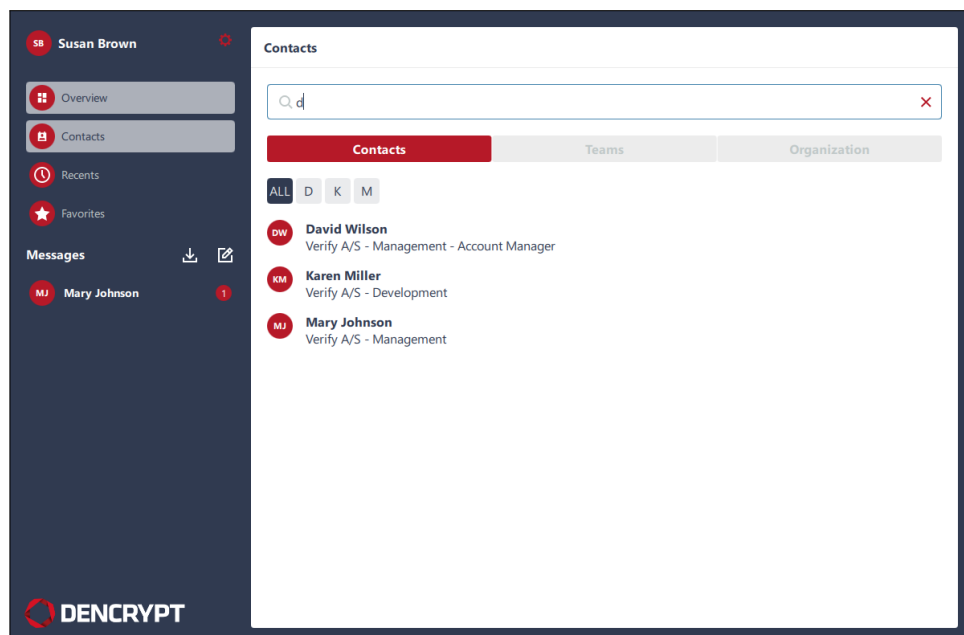 SB Susan Brown
Overview
Contacts
Recents
Favorites
Messages
MJ Mary Johnson 1
DENCRYPT
Contacts
d
Contacts Teams Organization
ALL D K M
DW David Wilson
Verify A/S - Management - Account Manager
KM Karen Miller
Verify A/S - Development
MJ Mary Johnson
Verify A/S - Management